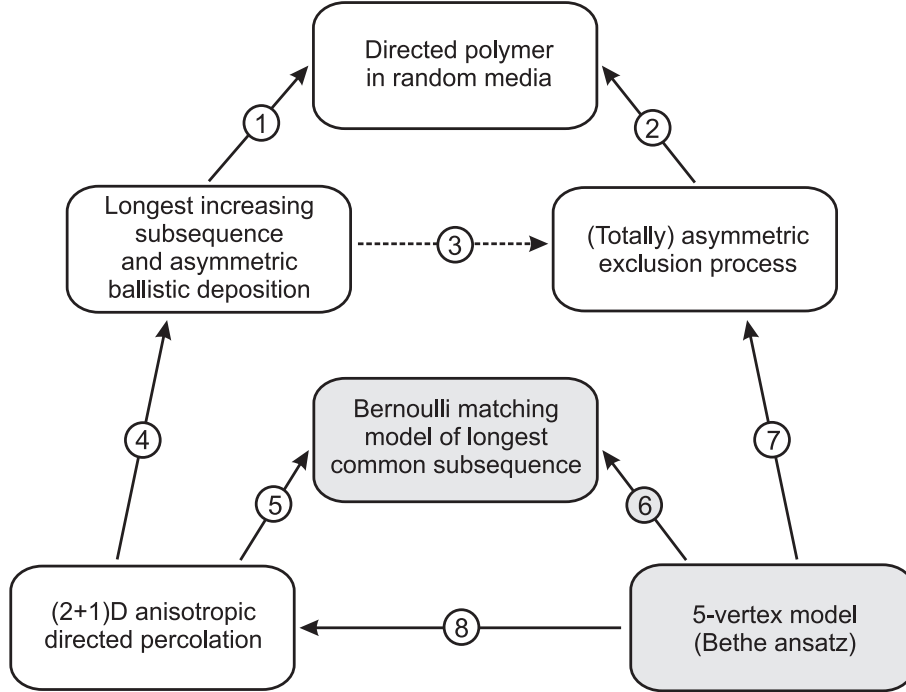 Directed polymer
in random media
1
2
Longest increasing
subsequence
and asymmetric
ballistic deposition
3
(Totally) asymmetric
exclusion process
Bernoulli matching
model of longest
common subsequence
4
7
5
6
(2+1)D anisotropic
directed percolation
8
5-vertex model
(Bethe ansatz)